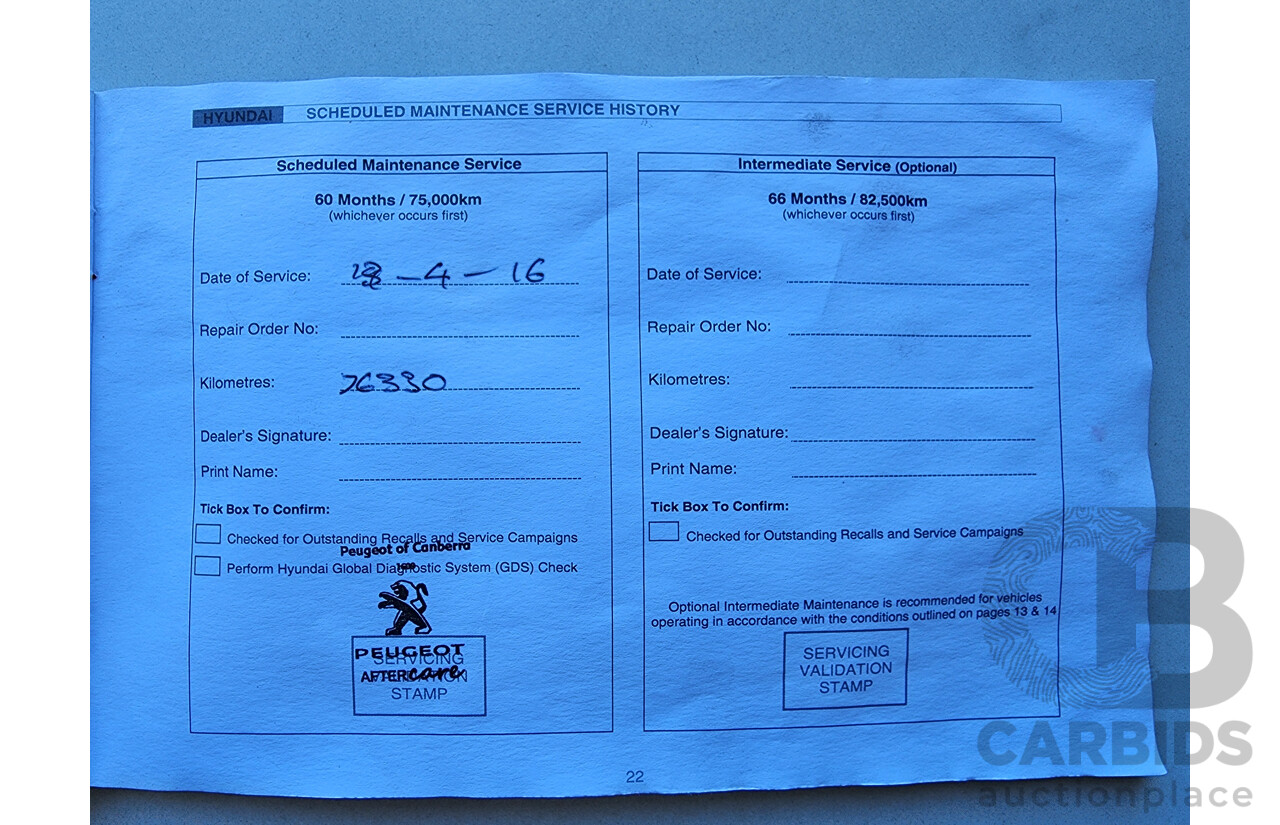 HYUNDAI SCHEDULED MAINTENANCE SERVICE HISTORY
Scheduled Maintenance Service
60 Months / 75,000km
(whichever occurs first)
Date of Service: 28-4-16
Repair Order No:
Kilometres: 76330
Dealer's Signature:
Print Name:
Tick Box To Confirm:
Checked for Outstanding Recalls and Service Campaigns
Peugeot of Canberra
Perform Hyundai Global Diagnostic System (GDS) Check
PEUGEOT
SERVICING
AFTERcare
STAMP
Intermediate Service (Optional)
66 Months / 82,500km
(whichever occurs first)
Date of Service:
Repair Order No:
Kilometres:
Dealer's Signature:
Print Name:
Tick Box To Confirm:
Checked for Outstanding Recalls and Service Campaigns
Optional Intermediate Maintenance is recommended for vehicles
operating in accordance with the conditions outlined on pages 13 & 14
SERVICING
VALIDATION
STAMP
22
CB
CARBIDS
auctionplace